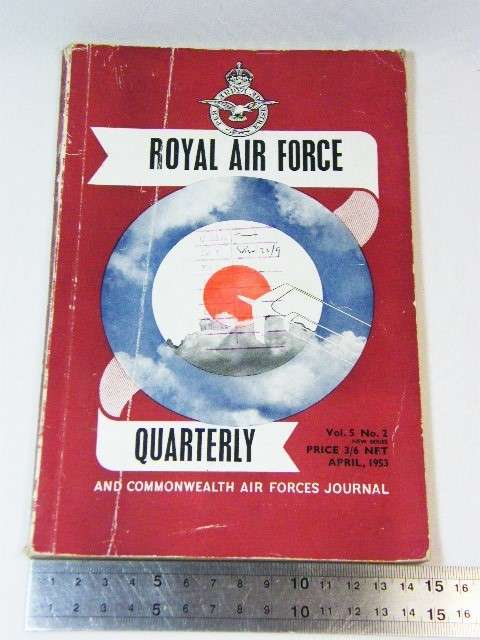 ROYAL AIR FORCE
QUARTERLY
Vol. 5 No. 2
NEW SERIES
PRICE 3/6 NET
APRIL, 1953
AND COMMONWEALTH AIR FORCES JOURNAL
1 2 3 4 5 6 7 8 9 10 11 12 13 14 15 16
1 2 3 4 5 6 7 8 9 10 11 12 13 14 15 16